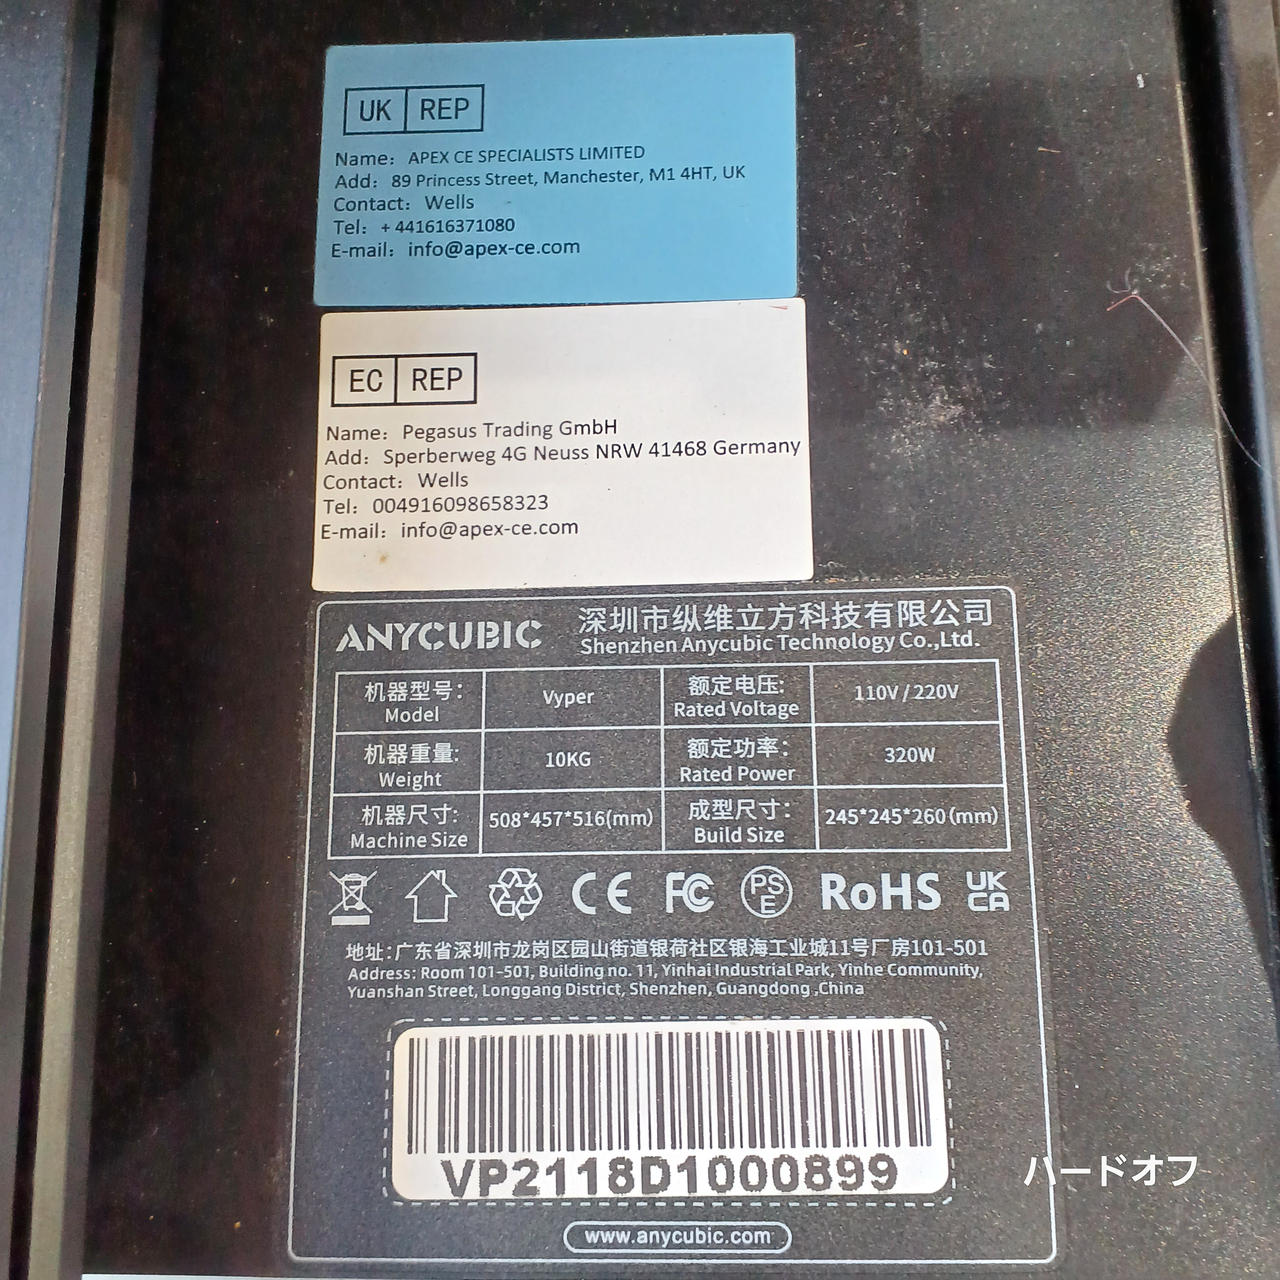 UK REP
Name: APEX CE SPECIALISTS LIMITED
Add: 89 Princess Street, Manchester, M1 4HT, UK
Contact: Wells
Tel: + 441616371080
E-mail: info@apex-ce.com
EC REP
Name: Pegasus Trading GmbH
Add: Sperberweg 4G Neuss NRW 41468 Germany
Contact: Wells
Tel: 004916098658323
E-mail: info@apex-ce.com
ANYCUBIC
深圳市纵维立方科技有限公司
Shenzhen Anycubic Technology Co.,Ltd.
机器型号:
Model
Vyper
额定电压:
Rated Voltage
110V / 220V
机器重量:
Weight
10KG
额定功率:
Rated Power
320W
机器尺寸:
Machine Size
508*457*516(mm)
成型尺寸:
Build Size
245*245*260(mm)
CE FC PS E RoHS UK CA
地址:广东省深圳市龙岗区园山街道银荷社区银海工业城11号厂房101-501
Address: Room 101-501, Building no. 11, Yinhai Industrial Park, Yinhe Community,
Yuanshan Street, Longgang District, Shenzhen, Guangdong ,China
VP2118D1000899
www.anycubic.com
ハードオフ